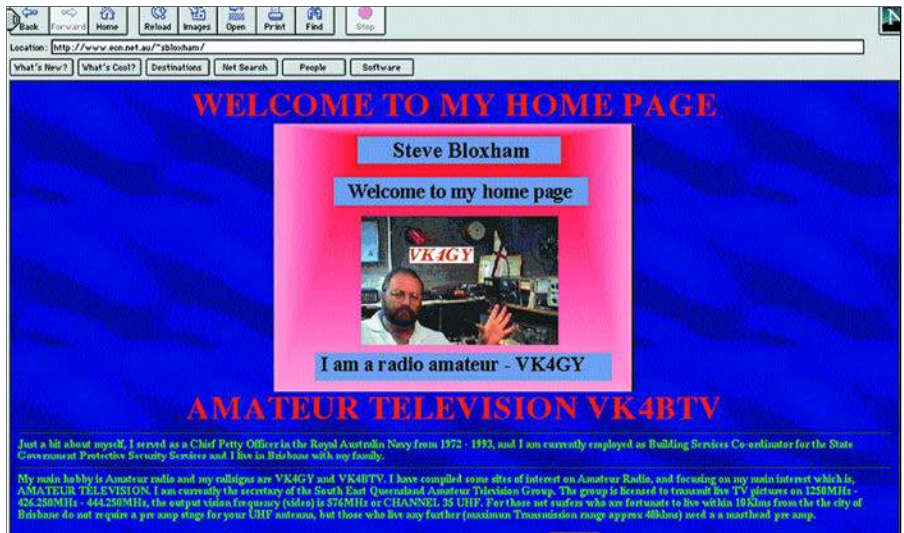 Back Forward Home Reload Images Open Print Find Stop
N
Location: http://www.ecn.net.au/~sbloxham/
What's New? What's Cool? Destinations Net Search People Software
WELCOME TO MY HOME PAGE
Steve Bloxham
Welcome to my home page
VK4GY
I am a radio amateur - VK4GY
AMATEUR TELEVISION VK4BTV
Just a bit about myself, I served as a Chief Petty Officer in the Royal Australin Navy from 1972 - 1993, and I am currently employed as Building Services Co-ordinator for the State
Government Protective Security Services and I live in Brisbane with my family.
My main hobby is Amateur radio and my callsigns are VK4GY and VK4BTV. I have compiled some sites of interest on Amateur Radio, and focusing on my main interest which is,
AMATEUR TELEVISION. I am currently the secretary of the South East Queensland Amateur Television Group. The group is licensed to transmit live TV pictures on 1250MHz -
426.250MHz - 444.250MHz, the output vision frequency (video) is 576MHz or CHANNEL 35 UHF. For those net surfers who are fortunate to live within 10Klms from the the city of
Brisbane do not require a pre amp stage for your UHF antenna, but those who live any further (maximum Transmission range approx 48klms) need a a masthead pre amp.